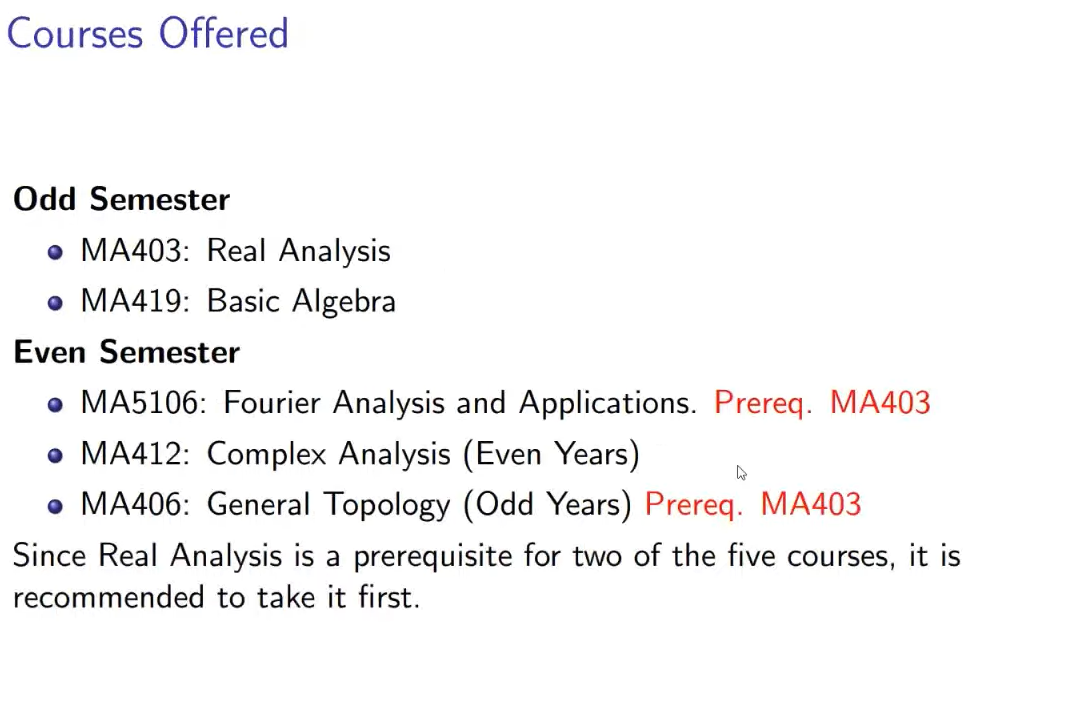 Courses Offered
Odd Semester
MA403: Real Analysis
MA419: Basic Algebra
Even Semester
MA5106: Fourier Analysis and Applications. Prereq. MA403
MA412: Complex Analysis (Even Years)
MA406: General Topology (Odd Years) Prereq. MA403
Since Real Analysis is a prerequisite for two of the five courses, it is
recommended to take it first.